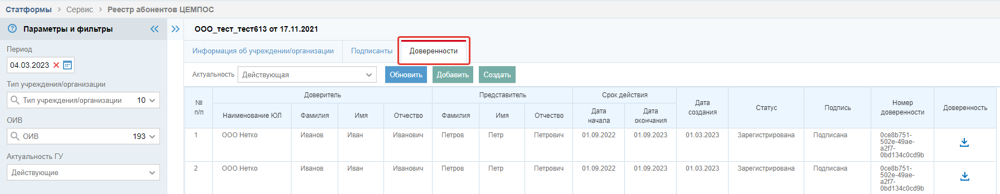 Статформы > Сервис > Реестр абонентов ЦЕМПОС
Параметры и фильтры
Период
04.03.2023
Тип учреждения/организации
Тип учреждения/организации 10
ОИВ
ОИВ 193
Актуальность ГУ
Действующие
ООО_тест_тест613 от 17.11.2021
Информация об учреждении/организации Подписанты Доверенности
Актуальность Действующая Обновить Добавить Создать
№ п/п Доверитель Представитель Срок действия Дата создания Статус Подпись Номер доверенности Доверенность
Наименование ЮЛ Фамилия Имя Отчество Фамилия Имя Отчество Дата начала Дата окончания
1 ООО Нетко Иванов Иван Иванович Петров Петр Петрович 01.09.2022 01.09.2023 01.03.2023 Зарегистрирована Подписана 0ce8b751-
502e-49ae-
a2f7-
0bd134c0cd9b
2 ООО Нетко Иванов Иван Иванович Петров Петр Петрович 01.09.2022 01.09.2023 01.03.2023 Зарегистрирована Подписана 0ce8b751-
502e-49ae-
a2f7-
0bd134c0cd9b